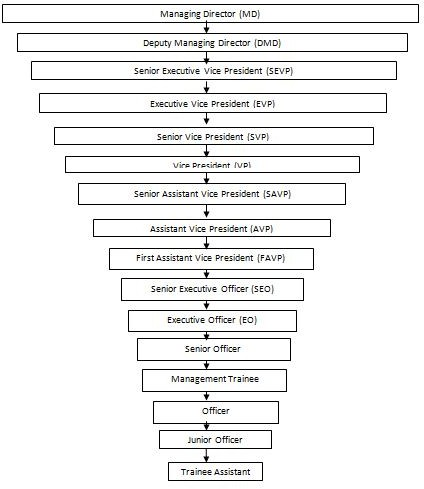 Managing Director (MD)
Deputy Managing Director (DMD)
Senior Executive Vice President (SEVP)
Executive Vice President (EVP)
Senior Vice President (SVP)
Vice President (VP)
Senior Assistant Vice President (SAVP)
Assistant Vice President (AVP)
First Assistant Vice President (FAVP)
Senior Executive Officer (SEO)
Executive Officer (EO)
Senior Officer
Management Trainee
Officer
Junior Officer
Trainee Assistant